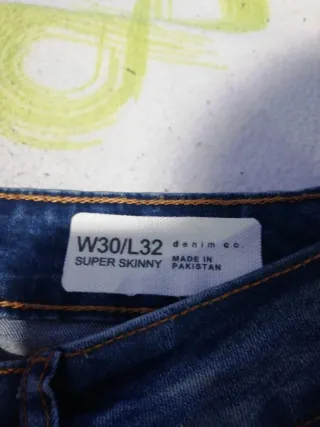 W30/L32
SUPER SKINNY
denim co.
MADE IN
PAKISTAN